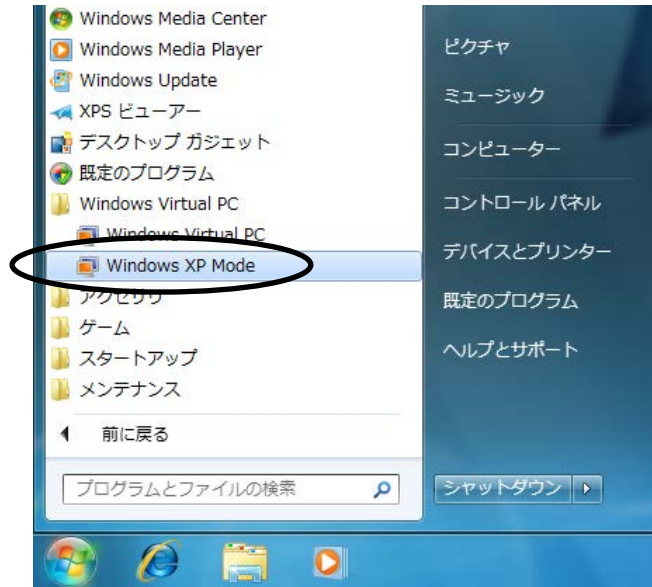 Windows Media Center
Windows Media Player
Windows Update
XPS ビューアー
デスクトップ ガジェット
既定のプログラム
Windows Virtual PC
Windows Virtual PC
Windows XP Mode
アクセサリ
ゲーム
スタートアップ
メンテナンス
前に戻る
プログラムとファイルの検索
ピクチャ
ミュージック
コンピューター
コントロール パネル
デバイスとプリンター
既定のプログラム
ヘルプとサポート
シャットダウン